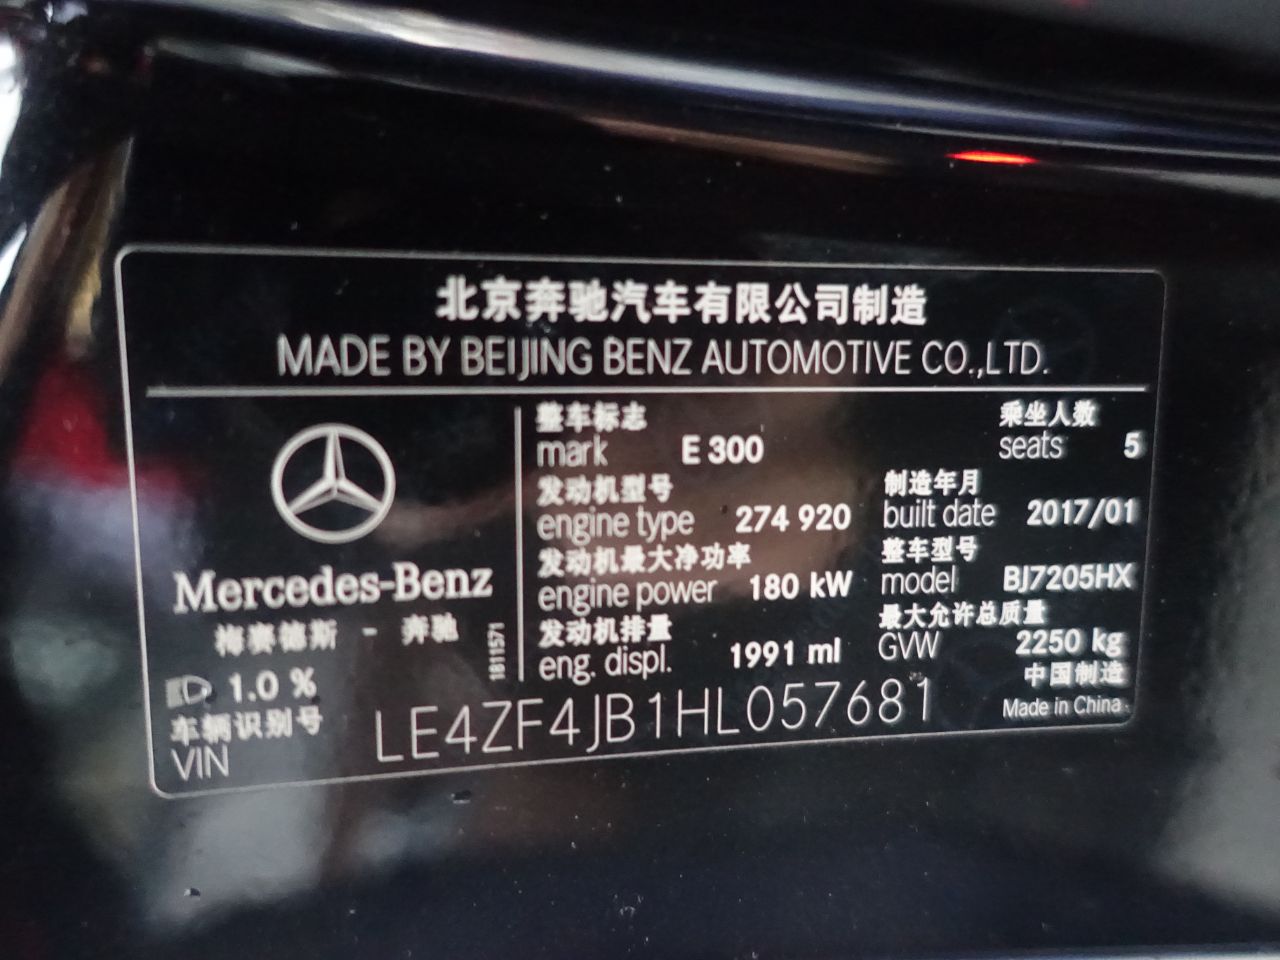 北京奔驰汽车有限公司制造
MADE BY BEIJING BENZ AUTOMOTIVE CO.,LTD.
Mercedes-Benz
梅赛德斯 - 奔驰
1811571
1.0 %
整车标志
mark E 300
乘坐人数
seats 5
发动机型号
engine type 274 920
制造年月
built date 2017/01
发动机最大净功率
engine power 180 kW
整车型号
model BJ7205HX
发动机排量
eng. displ. 1991 ml
最大允许总质量
GVW 2250 kg
中国制造
Made in China
车辆识别号
VIN LE4ZF4JB1HL057681